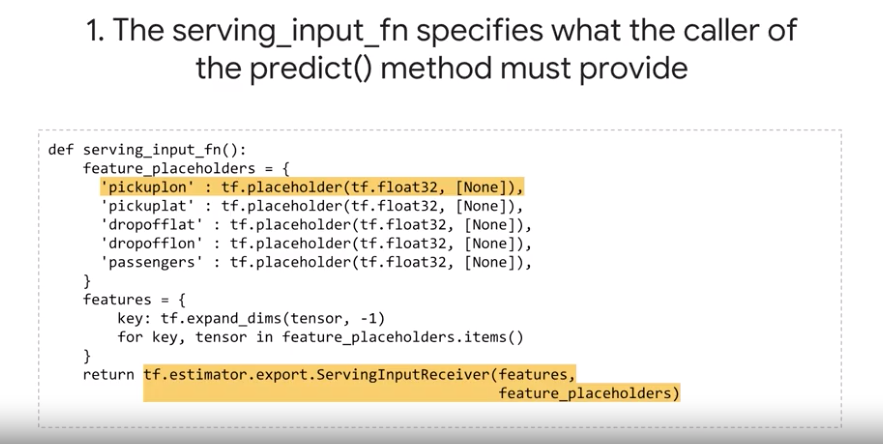 1. The serving_input_fn specifies what the caller of
the predict() method must provide
def serving_input_fn():
    feature_placeholders = {
      'pickuplon' : tf.placeholder(tf.float32, [None]),
      'pickuplat' : tf.placeholder(tf.float32, [None]),
      'dropofflat' : tf.placeholder(tf.float32, [None]),
      'dropofflon' : tf.placeholder(tf.float32, [None]),
      'passengers' : tf.placeholder(tf.float32, [None]),
    }
    features = {
        key: tf.expand_dims(tensor, -1)
        for key, tensor in feature_placeholders.items()
    }
    return tf.estimator.export.ServingInputReceiver(features,
                                                    feature_placeholders)